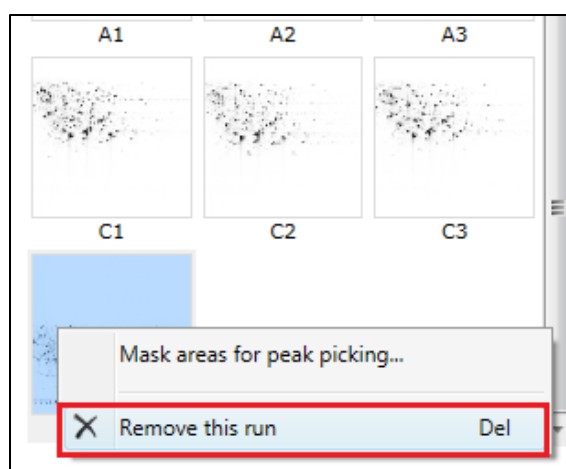 A1 A2 A3
C1 C2 C3
Mask areas for peak picking...
Remove this run Del